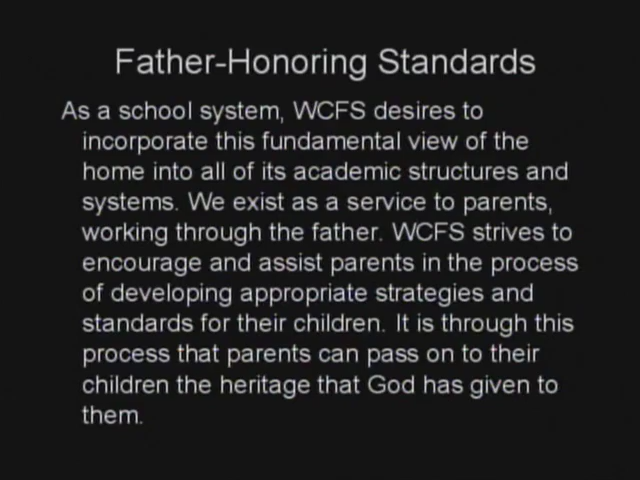 Father-Honoring Standards
As a school system, WCFS desires to
incorporate this fundamental view of the
home into all of its academic structures and
systems. We exist as a service to parents,
working through the father. WCFS strives to
encourage and assist parents in the process
of developing appropriate strategies and
standards for their children. It is through this
process that parents can pass on to their
children the heritage that God has given to
them.